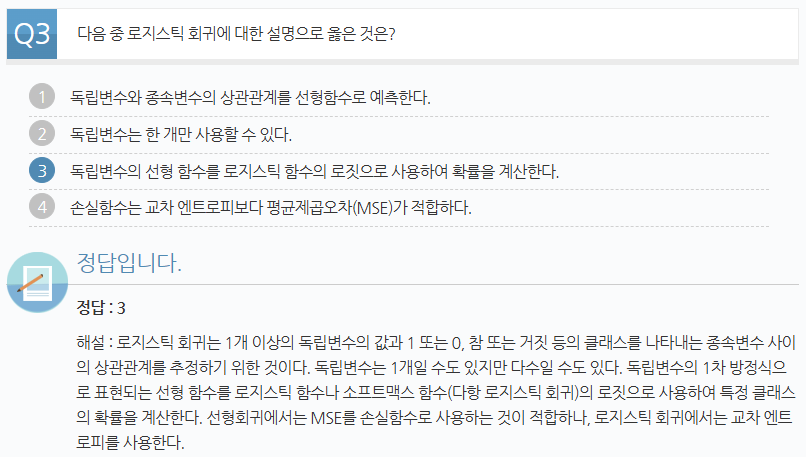 Q3 다음 중 로지스틱 회귀에 대한 설명으로 옳은 것은?
1 독립변수와 종속변수의 상관관계를 선형함수로 예측한다.
2 독립변수는 한 개만 사용할 수 있다.
3 독립변수의 선형 함수를 로지스틱 함수의 로짓으로 사용하여 확률을 계산한다.
4 손실함수는 교차 엔트로피보다 평균제곱오차(MSE)가 적합하다.
정답입니다.
정답 : 3
해설 : 로지스틱 회귀는 1개 이상의 독립변수의 값과 1 또는 0, 참 또는 거짓 등의 클래스를 나타내는 종속변수 사이
의 상관관계를 추정하기 위한 것이다. 독립변수는 1개일 수도 있지만 다수일 수도 있다. 독립변수의 1차 방정식으
로 표현되는 선형 함수를 로지스틱 함수나 소프트맥스 함수(다항 로지스틱 회귀)의 로짓으로 사용하여 특정 클래스
의 확률을 계산한다. 선형회귀에서는 MSE를 손실함수로 사용하는 것이 적합하나, 로지스틱 회귀에서는 교차 엔트
로피를 사용한다.